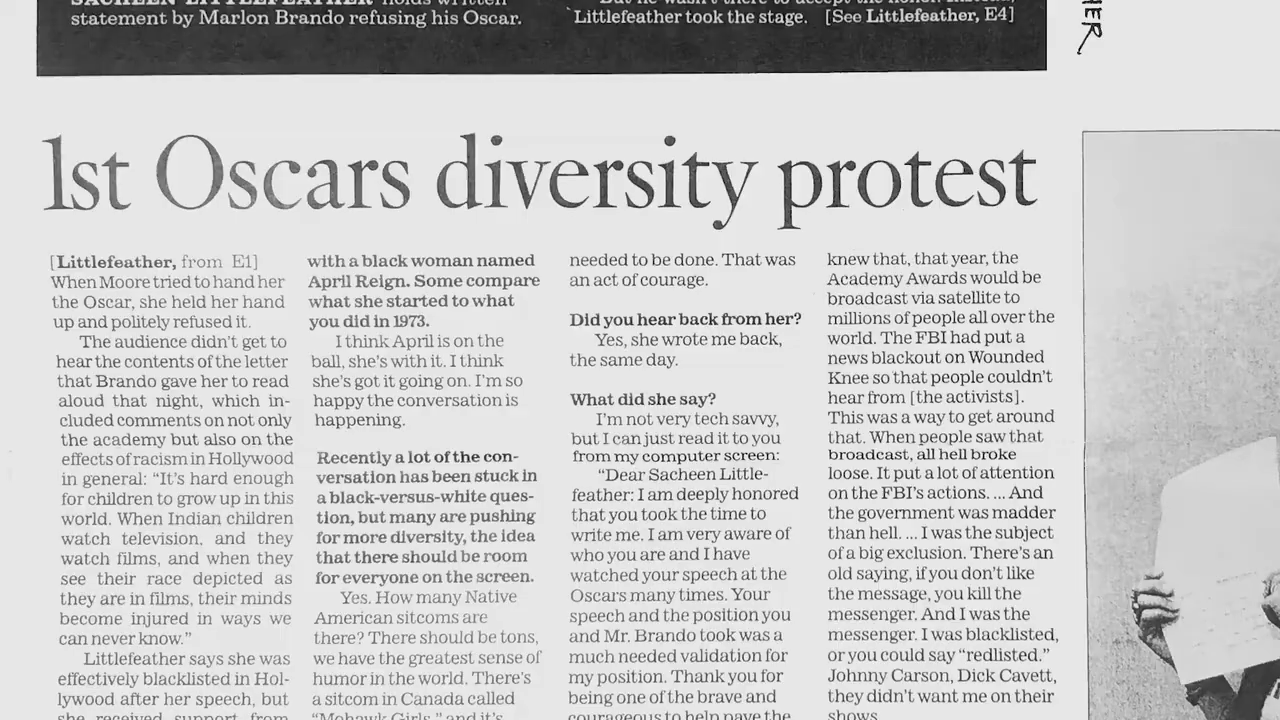 statement by Marlon Brando refusing his Oscar.
Littlefeather took the stage. [See Littlefeather, E4]
1st Oscars diversity protest
[Littlefeather, from E1]
When Moore tried to hand her
the Oscar, she held her hand
up and politely refused it.
The audience didn't get to
hear the contents of the letter
that Brando gave her to read
aloud that night, which in-
cluded comments on not only
the academy but also on the
effects of racism in Hollywood
in general: "It's hard enough
for children to grow up in this
world. When Indian children
watch television, and they
watch films, and when they
see their race depicted as
they are in films, their minds
become injured in ways we
can never know."
Littlefeather says she was
effectively blacklisted in Hol-
lywood after her speech, but
she received support from
with a black woman named
April Reign. Some compare
what she started to what
you did in 1973.
I think April is on the
ball, she's with it. I think
she's got it going on. I'm so
happy the conversation is
happening.
Recently a lot of the con-
versation has been stuck in
a black-versus-white ques-
tion, but many are pushing
for more diversity, the idea
that there should be room
for everyone on the screen.
Yes. How many Native
American sitcoms are
there? There should be tons,
we have the greatest sense of
humor in the world. There's
a sitcom in Canada called
"Mohawk Girls," and it's
needed to be done. That was
an act of courage.
Did you hear back from her?
Yes, she wrote me back,
the same day.
What did she say?
I'm not very tech savvy,
but I can just read it to you
from my computer screen:
"Dear Sacheen Little-
feather: I am deeply honored
that you took the time to
write me. I am very aware of
who you are and I have
watched your speech at the
Oscars many times. Your
speech and the position you
and Mr. Brando took was a
much needed validation for
my position. Thank you for
being one of the brave and
courageous to help pave the
knew that, that year, the
Academy Awards would be
broadcast via satellite to
millions of people all over the
world. The FBI had put a
news blackout on Wounded
Knee so that people couldn't
hear from [the activists].
This was a way to get around
that. When people saw that
broadcast, all hell broke
loose. It put a lot of attention
on the FBI's actions. ... And
the government was madder
than hell. ... I was the subject
of a big exclusion. There's an
old saying, if you don't like
the message, you kill the
messenger. And I was the
messenger. I was blacklisted,
or you could say "redlisted."
Johnny Carson, Dick Cavett,
they didn't want me on their
shows.